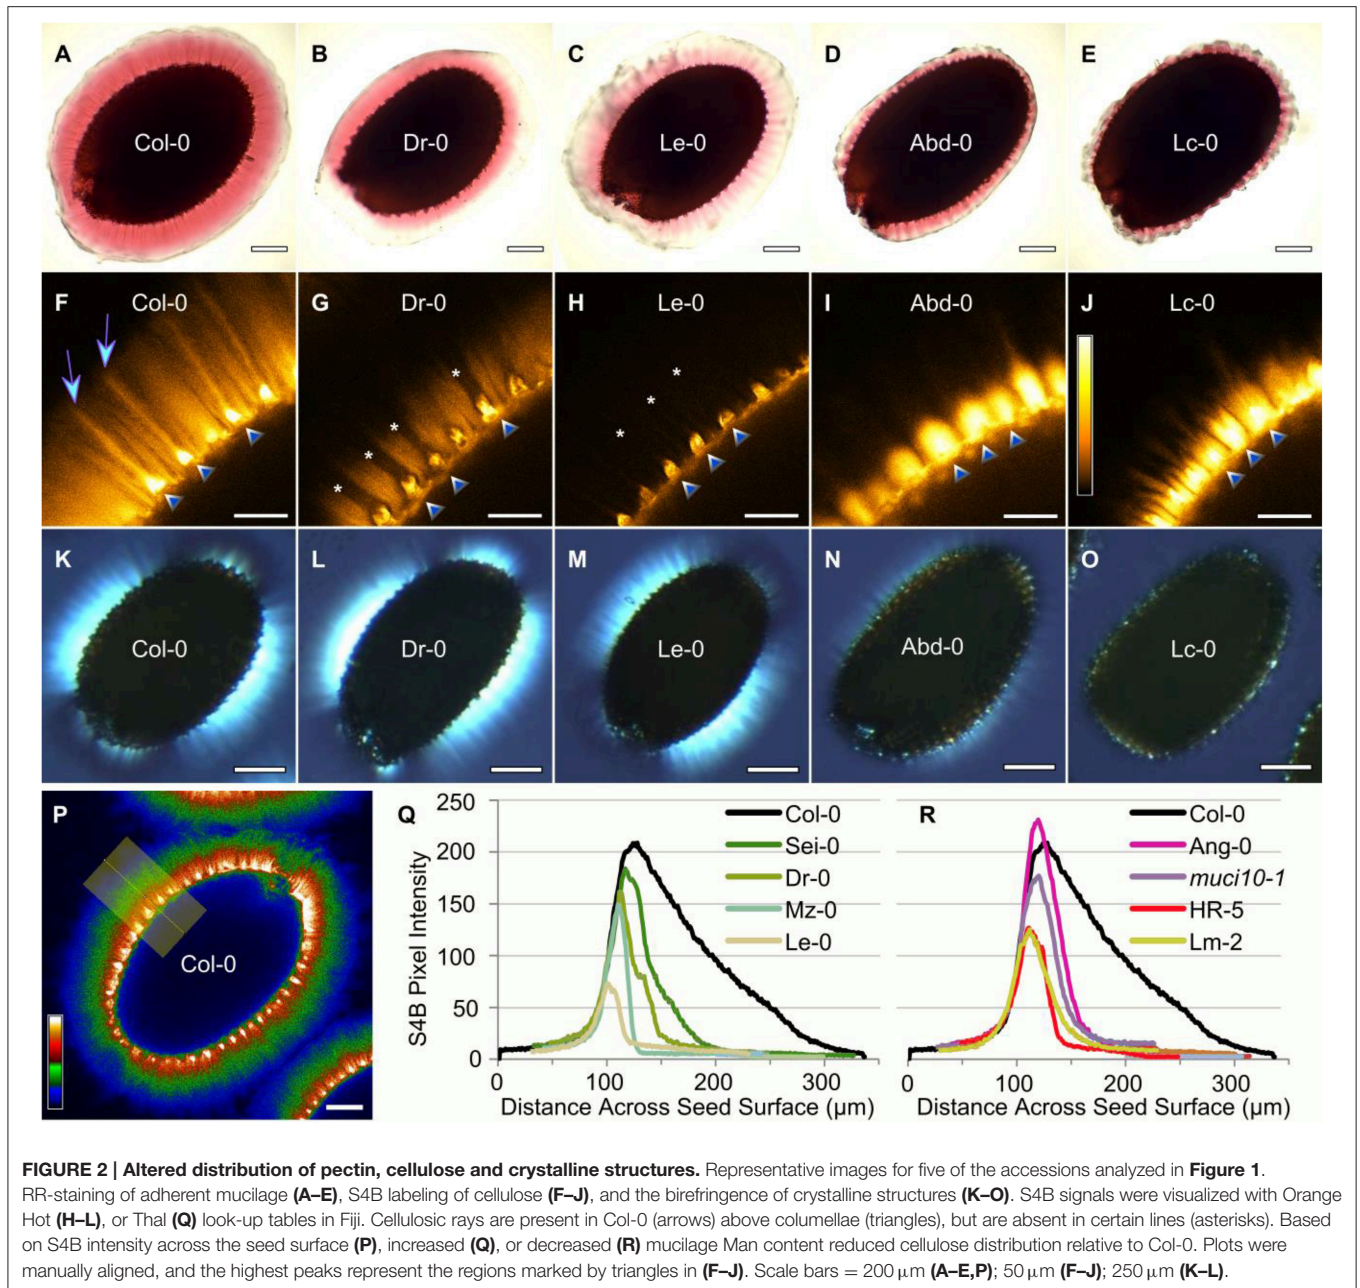 A
B
C
D
E
Col-0
Dr-0
Le-0
Abd-0
Lc-0
F
Col-0
G
Dr-0
H
Le-0
I
Abd-0
J
Lc-0
* * * *
* * *
K
L
M
N
O
Col-0
Dr-0
Le-0
Abd-0
Lc-0
P
Col-0
Q
S4B Pixel Intensity
250
200
150
100
50
0
0 100 200 300
Distance Across Seed Surface (µm)
Col-0
Sei-0
Dr-0
Mz-0
Le-0
R
Col-0
Ang-0
muci10-1
HR-5
Lm-2
0 100 200 300
Distance Across Seed Surface (µm)
FIGURE 2 | Altered distribution of pectin, cellulose and crystalline structures. Representative images for five of the accessions analyzed in Figure 1.
RR-staining of adherent mucilage (A–E), S4B labeling of cellulose (F–J), and the birefringence of crystalline structures (K–O). S4B signals were visualized with Orange
Hot (H–L), or Thal (Q) look-up tables in Fiji. Cellulosic rays are present in Col-0 (arrows) above columellae (triangles), but are absent in certain lines (asterisks). Based
on S4B intensity across the seed surface (P), increased (Q), or decreased (R) mucilage Man content reduced cellulose distribution relative to Col-0. Plots were
manually aligned, and the highest peaks represent the regions marked by triangles in (F–J). Scale bars = 200 µm (A–E,P); 50 µm (F–J); 250 µm (K–L).